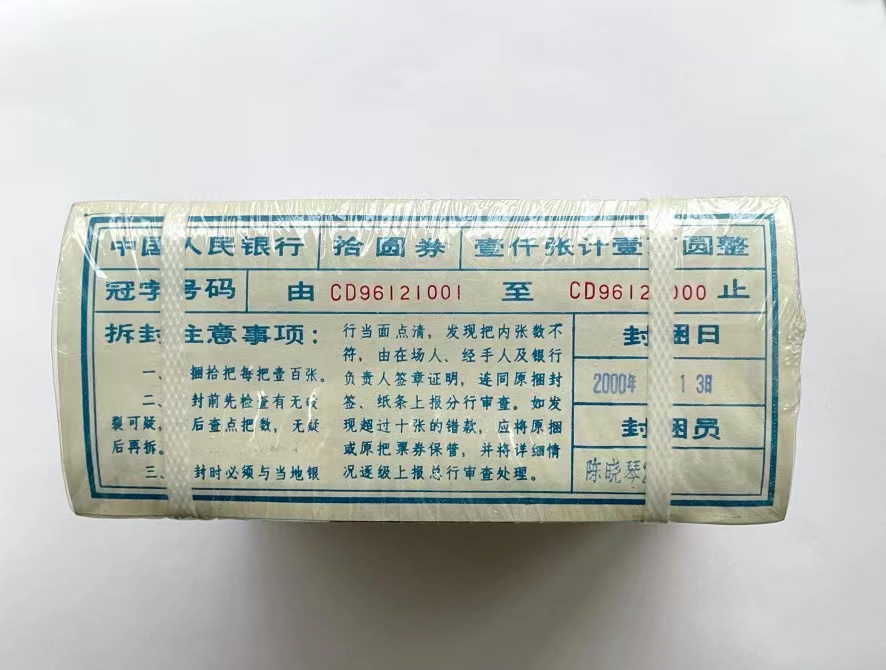 中国人民银行 拾圆券 壹仟张计壹 圆整
冠字号码 由 CD96121001 至 CD9612 000 止
拆封注意事项：
一、 捆拾把每把壹百张。
二、 封前先检查有无
裂可疑， 后查点把数，无疑
后再拆。
三、 封时必须与当地银
行当面点清，发现把内张数不
符，由在场人、经手人及银行
负责人签章证明，连同原捆封
签、纸条上报分行审查。如发
现超过十张的错款，应将原捆
或原把票券保管，并将详细情
况逐级上报总行审查处理。
封捆日
2000年 1 3日
封捆员
陈晓琴